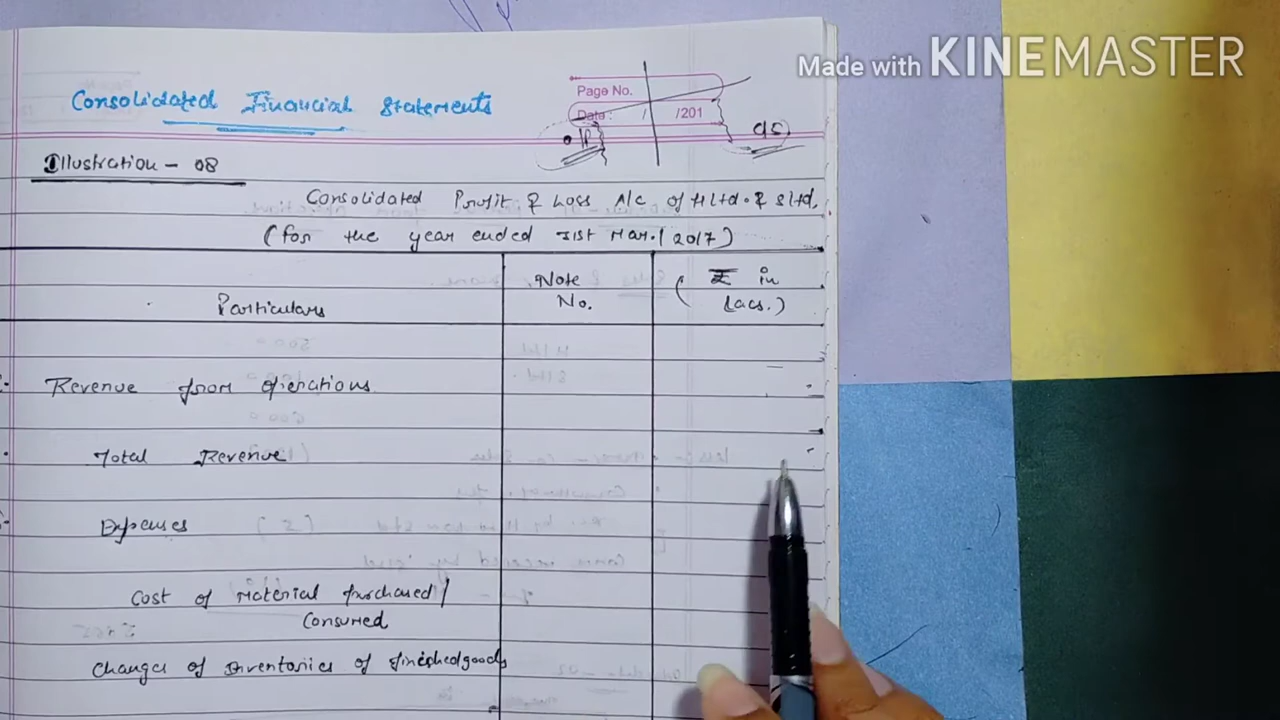 Made with KINEMASTER
Page No.
Date : / /201
Consolidated Financial Statements
Illustration - 08
Consolidated Profit & Loss A/c of H Ltd. & S Ltd.
(for the year ended 31st Mar. / 2017)
Particulars
Note No.
(₹ in lacs.)
Revenue from operations
Total Revenue
Expenses
Cost of Material Purchased /
Consumed
Changes of Inventories of finished goods